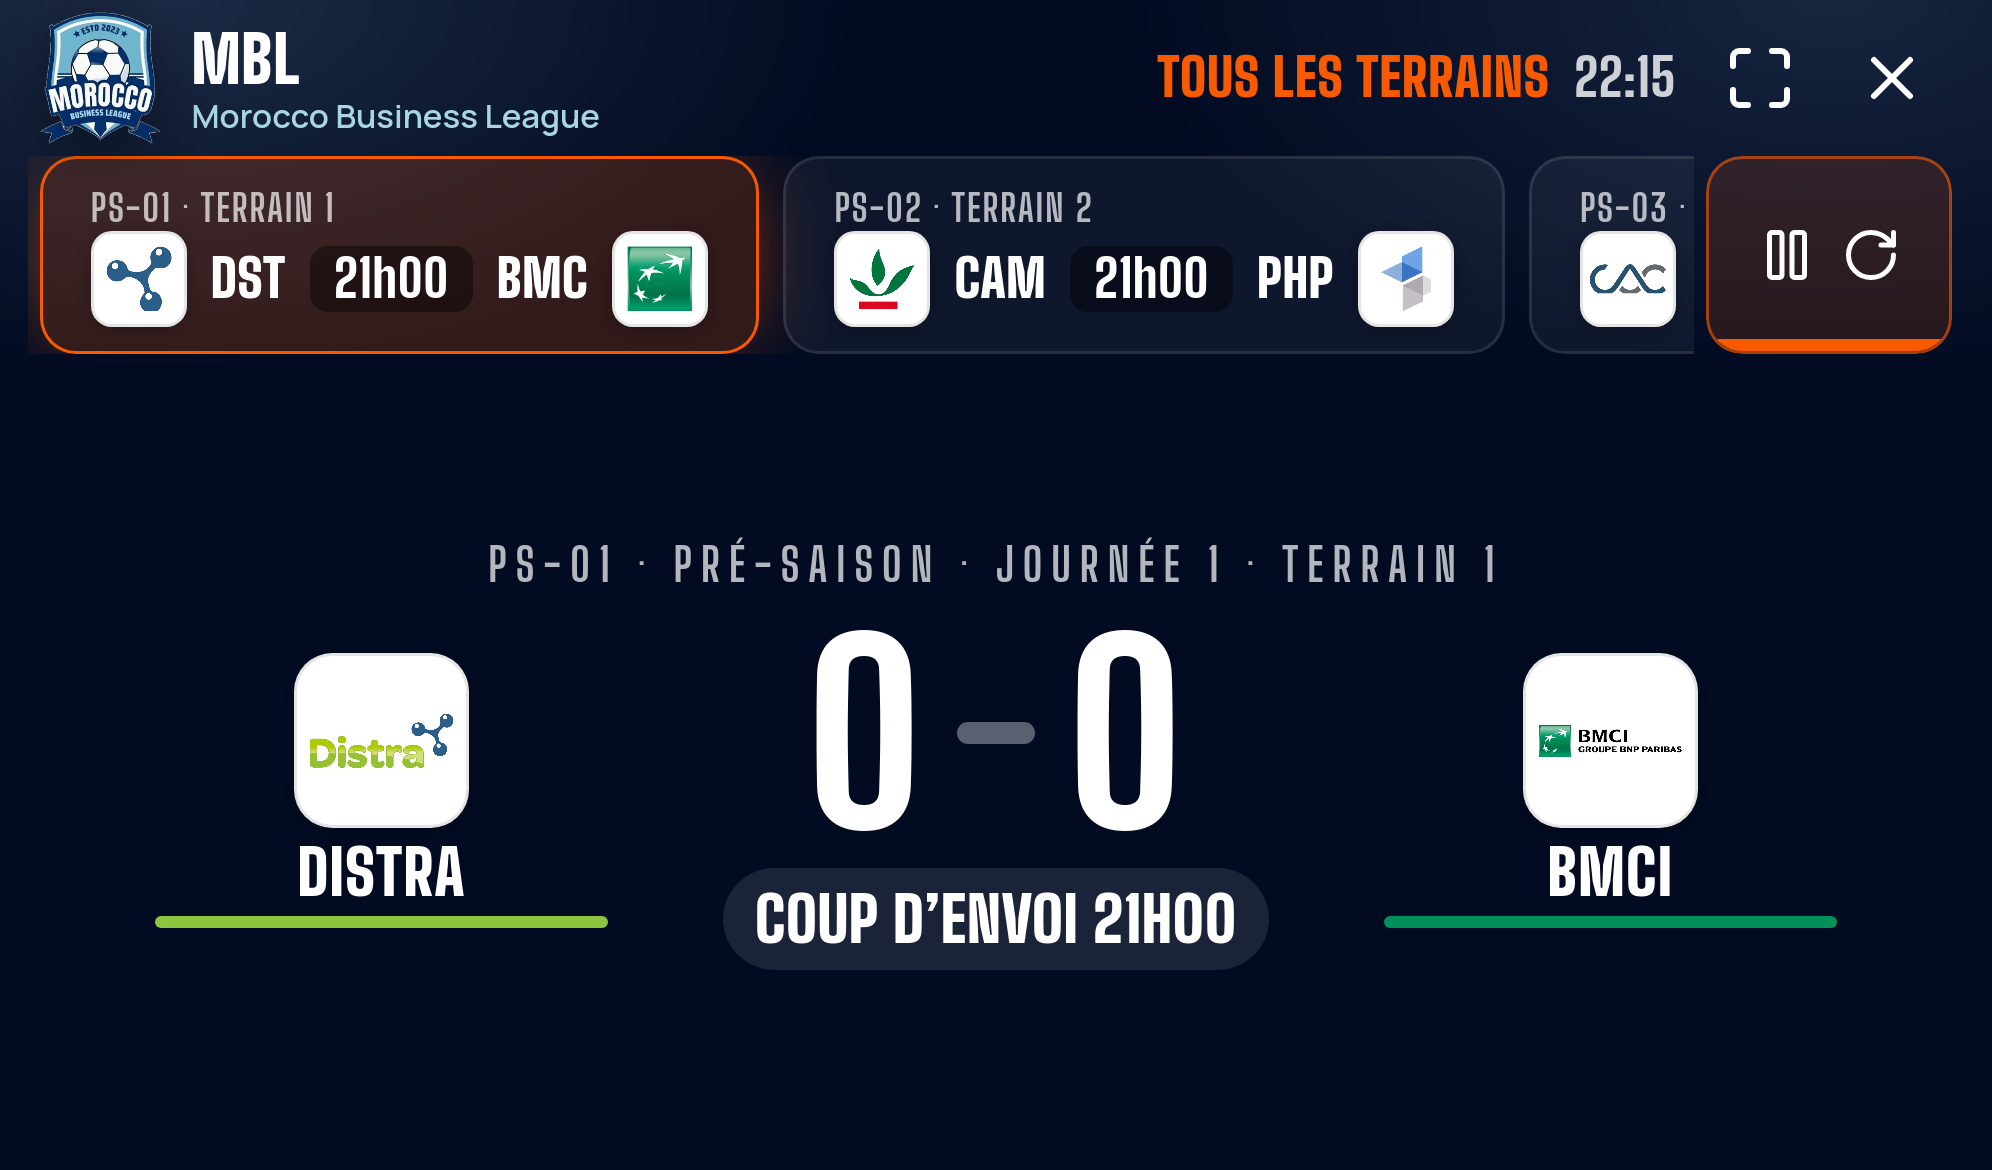 ★ ESTD 2023 ★
MOROCCO
BUSINESS LEAGUE
MBL
Morocco Business League
TOUS LES TERRAINS 22:15
PS-01 · TERRAIN 1
DST 21h00 BMC
PS-02 · TERRAIN 2
CAM 21h00 PHP
PS-03 ·
CAC
PS-01 · PRÉ-SAISON · JOURNÉE 1 · TERRAIN 1
0 – 0
Distra
BMCI
GROUPE BNP PARIBAS
DISTRA
BMCI
COUP D’ENVOI 21H00